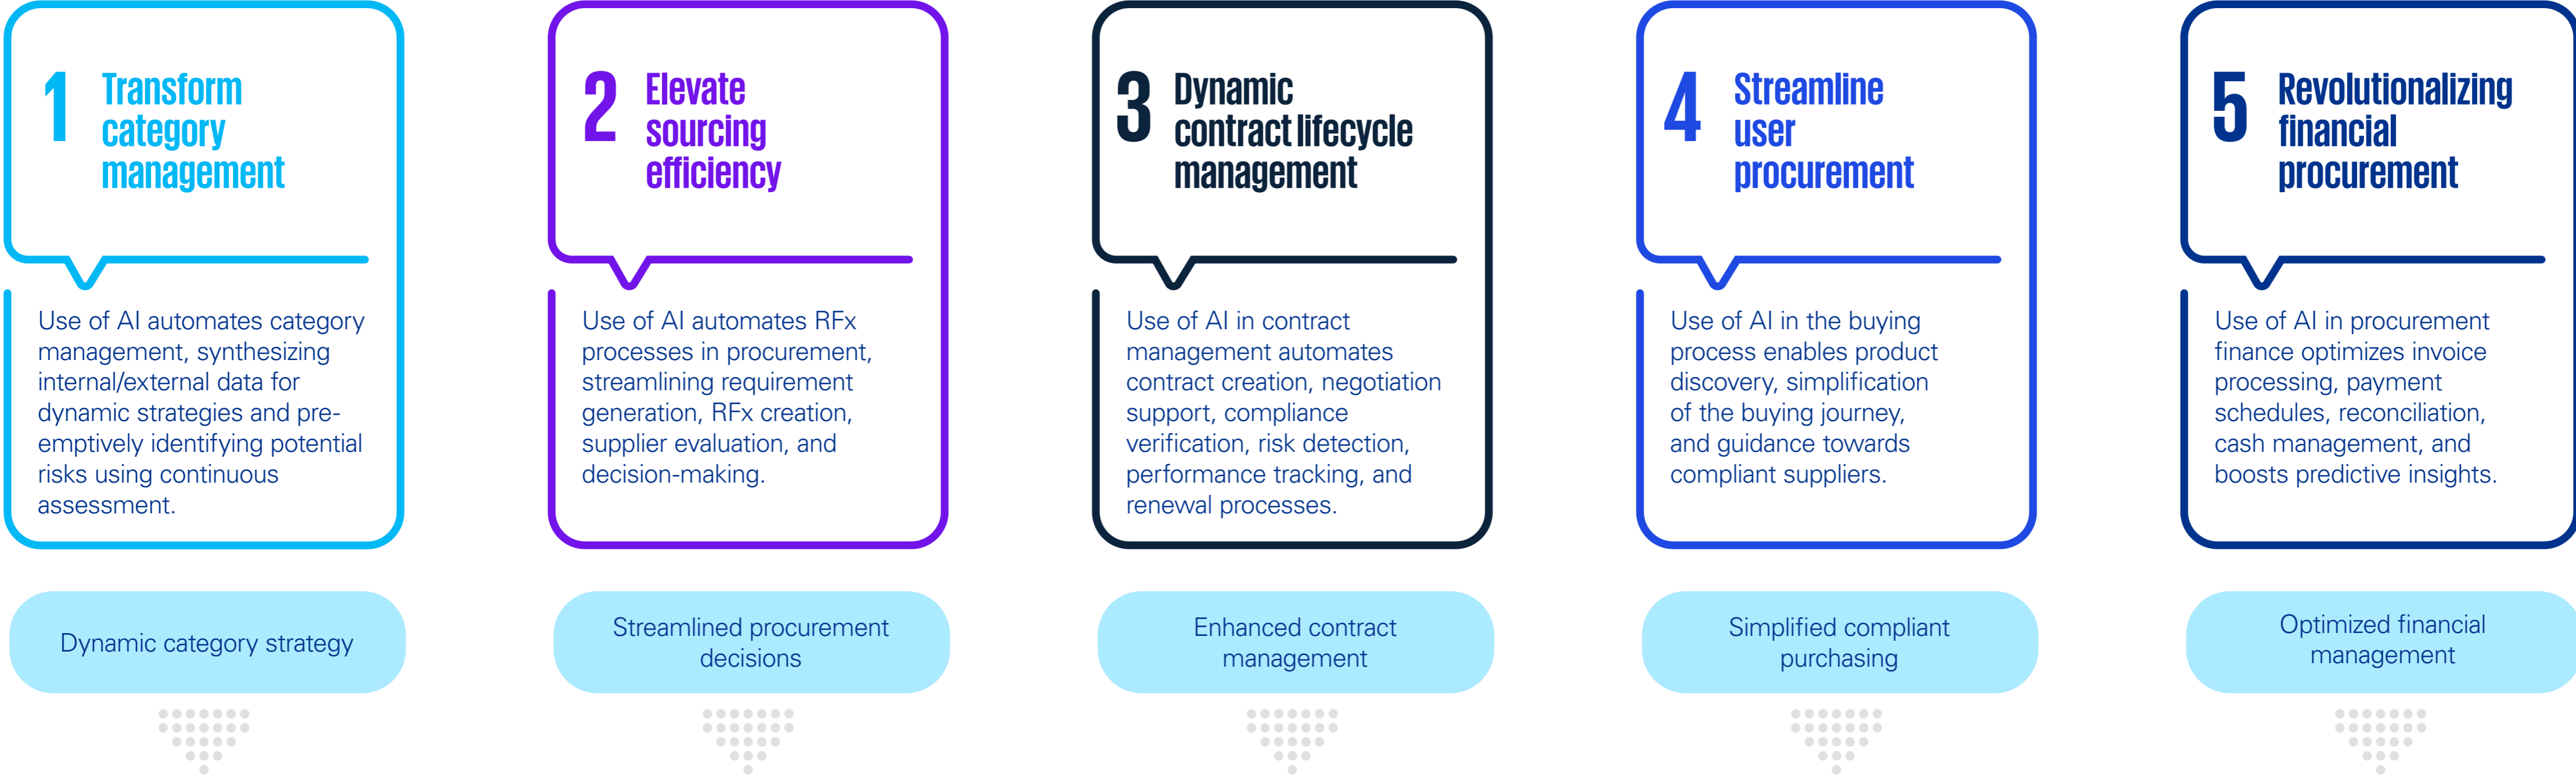 1
Transform
category
management
Use of AI automates category
management, synthesizing
internal/external data for
dynamic strategies and pre-
emptively identifying potential
risks using continuous
assessment.
Dynamic category strategy
2
Elevate
sourcing
efficiency
Use of AI automates RFx
processes in procurement,
streamlining requirement
generation, RFx creation,
supplier evaluation, and
decision-making.
Streamlined procurement
decisions
3
Dynamic
contract lifecycle
management
Use of AI in contract
management automates
contract creation, negotiation
support, compliance
verification, risk detection,
performance tracking, and
renewal processes.
Enhanced contract
management
4
Streamline
user
procurement
Use of AI in the buying
process enables product
discovery, simplification
of the buying journey,
and guidance towards
compliant suppliers.
Simplified compliant
purchasing
5
Revolutionalizing
financial
procurement
Use of AI in procurement
finance optimizes invoice
processing, payment
schedules, reconciliation,
cash management, and
boosts predictive insights.
Optimized financial
management